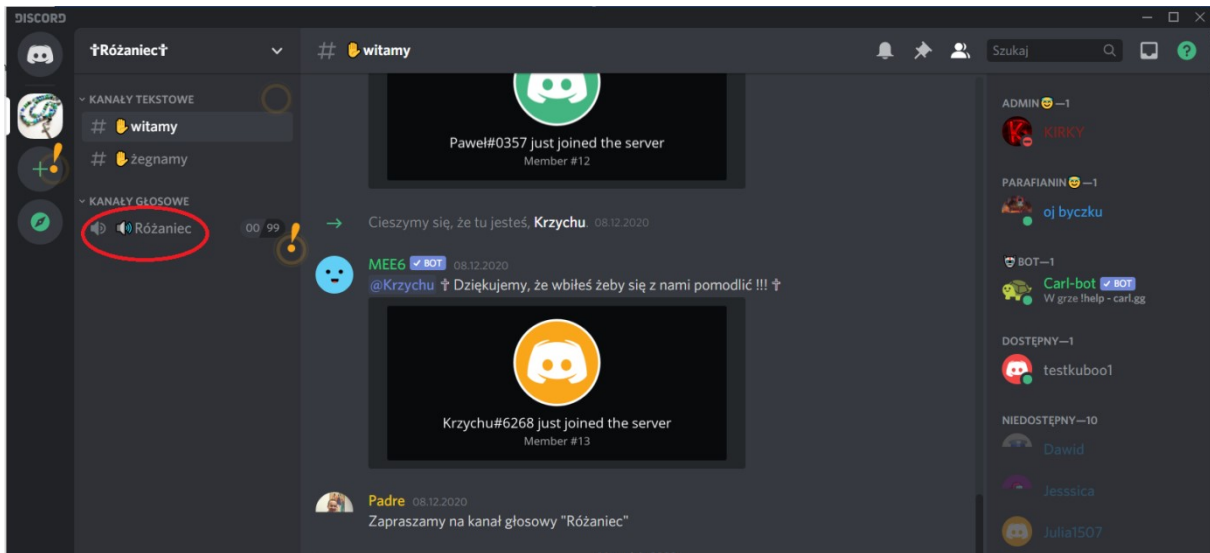 DISCORD
†Różaniec†
# ✋witamy
Szukaj
KANAŁY TEKSTOWE
# ✋witamy
# ✋żegnamy
KANAŁY GŁOSOWE
🔊Różaniec 00 99
Paweł#0357 just joined the server
Member #12
Cieszymy się, że tu jesteś, Krzychu. 08.12.2020
MEE6 ✔ BOT 08.12.2020
@Krzychu ✝ Dziękujemy, że wbiłeś żeby się z nami pomodlić !!! ✝
Krzychu#6268 just joined the server
Member #13
Padre 08.12.2020
Zapraszamy na kanał głosowy "Różaniec"
ADMIN😇—1
KIRKY
PARAFIANIN😇—1
oj byczku
BOT—1
Carl-bot ✔ BOT
W grze !help - carl.gg
DOSTĘPNY—1
testkuboo1
NIEDOSTĘPNY—10
Dawid
Jesssica
Julia1507